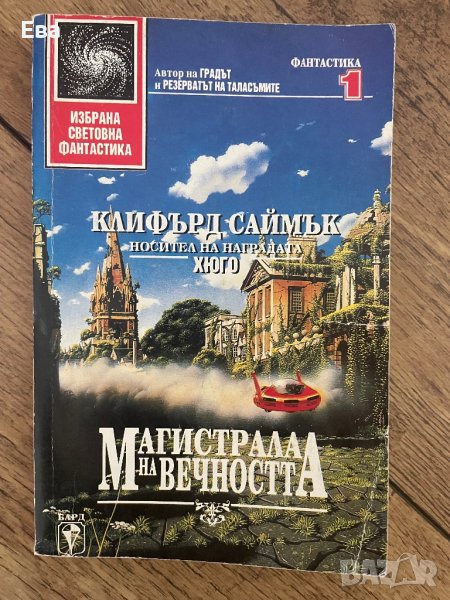 Ева
ИЗБРАНА
СВЕТОВНА
ФАНТАСТИКА
Автор на ГРАДЪТ
и РЕЗЕРВАТЪТ НА ТАЛАСЪМИТЕ
ФАНТАСТИКА
1
КЛИФЪРД САЙМЪК
НОСИТЕЛ НА НАГРАДАТА
ХЮГО
МАГИСТРАЛА
НА ВЕЧНОСТТА
БАРД
BAZAR